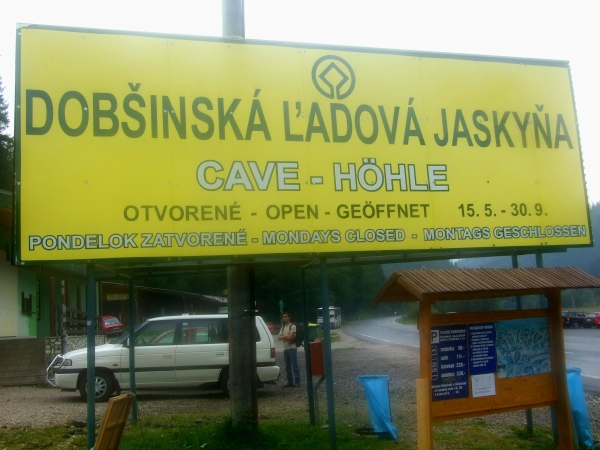 DOBŠINSKÁ ĽADOVÁ JASKYŇA
CAVE - HÖHLE
OTVORENÉ - OPEN - GEÖFFNET 15.5. - 30.9.
PONDELOK ZATVORENÉ - MONDAYS CLOSED - MONTAGS GESCHLOSSEN
P